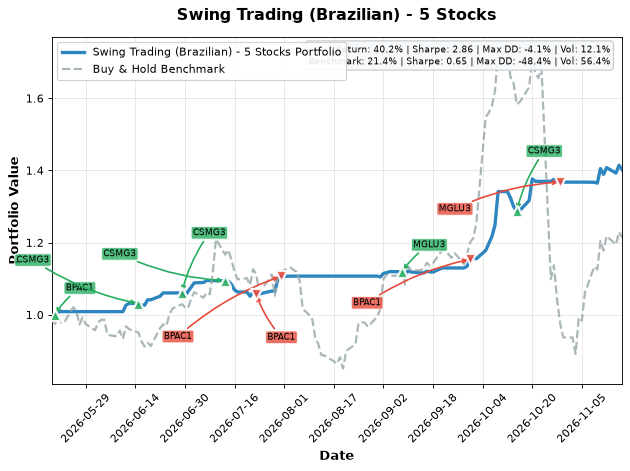 Swing Trading (Brazilian) - 5 Stocks
Swing Trading (Brazilian) - 5 Stocks Portfolio
Buy & Hold Benchmark
turn: 40.2% | Sharpe: 2.86 | Max DD: -4.1% | Vol: 12.1%
Benchmark: 21.4% | Sharpe: 0.65 | Max DD: -48.4% | Vol: 56.4%
Portfolio Value
1.6
1.4
1.2
1.0
CSMG3
BPAC1
CSMG3
CSMG3
BPAC1
BPAC1
MGLU3
BPAC1
MGLU3
CSMG3
2026-05-29
2026-06-14
2026-06-30
2026-07-16
2026-08-01
2026-08-17
2026-09-02
2026-09-18
2026-10-04
2026-10-20
2026-11-05
Date